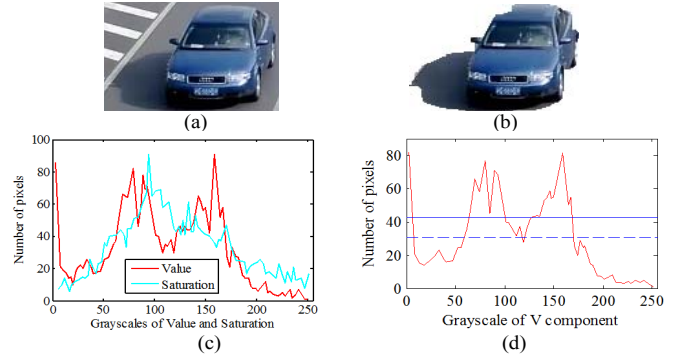 (a)
(b)
100
80
60
40
20
0
Number of pixels
Value
Saturation
0 50 100 150 200 250
Grayscales of Value and Saturation
(c)
100
80
60
40
20
0
Number of pixels
0 50 100 150 200 250
Grayscale of V component
(d)